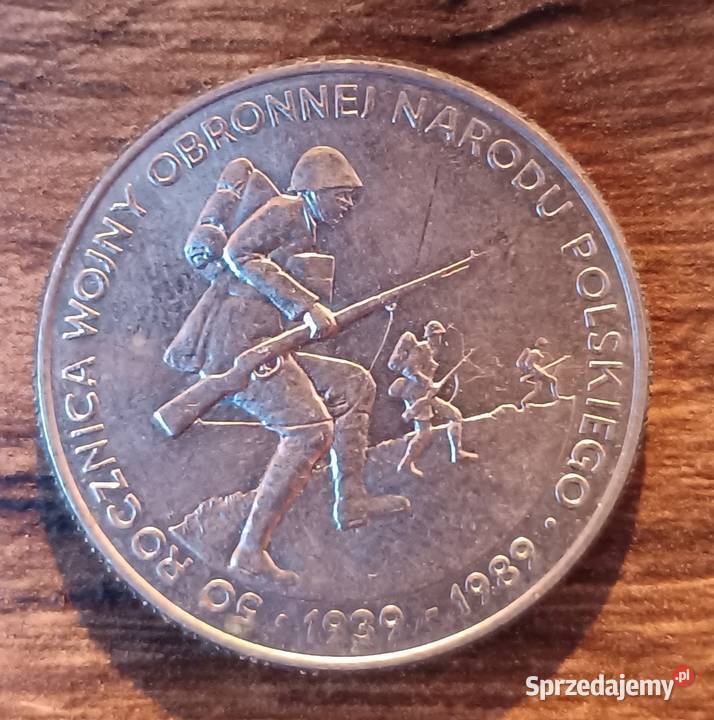 50 ROCZNICA WOJNY OBRONNEJ NARODU POLSKIEGO · 1939 - 1989 ·
Sprzedajemy.pl